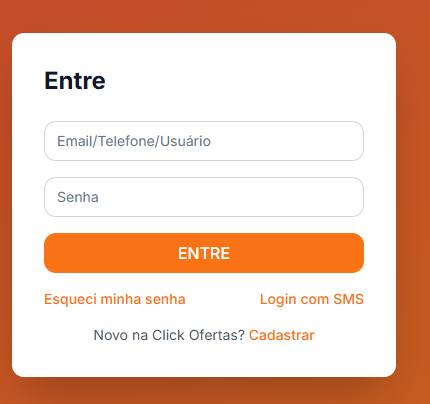 Entre
Email/Telefone/Usuário
Senha
ENTRE
Esqueci minha senha Login com SMS
Novo na Click Ofertas? Cadastrar